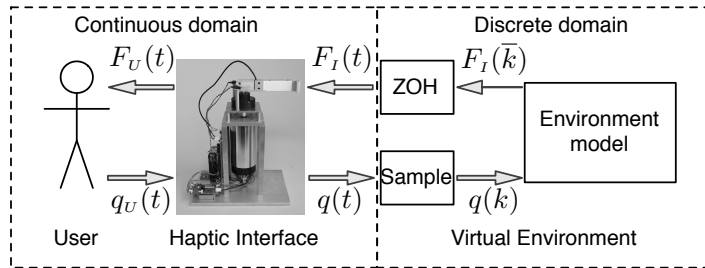 Continuous domain
Discrete domain
F_U(t)
F_I(t)
F_I(k̅)
ZOH
Environment
model
Sample
q_U(t)
q(t)
q(k)
User
Haptic Interface
Virtual Environment